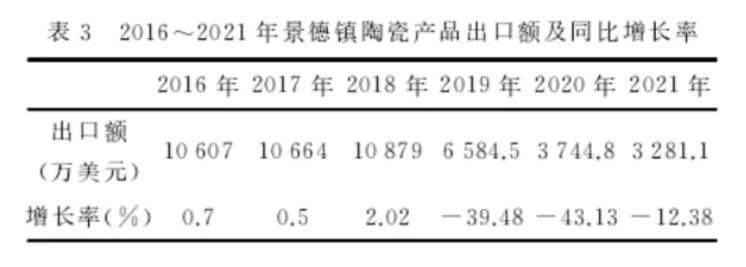 表 3 2016～2021 年景德镇陶瓷产品出口额及同比增长率
2016 年 2017 年 2018 年 2019 年 2020 年 2021 年
出口额
(万美元) 10 607 10 664 10 879 6 584.5 3 744.8 3 281.1
增长率(%) 0.7 0.5 2.02 －39.48 －43.13 －12.38